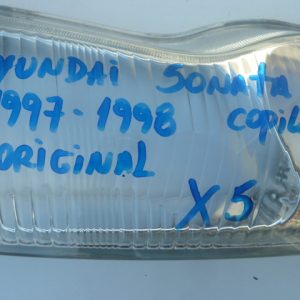 YUNDAI SONATA
1997-1998 COPIL
ORIGINAL
X5